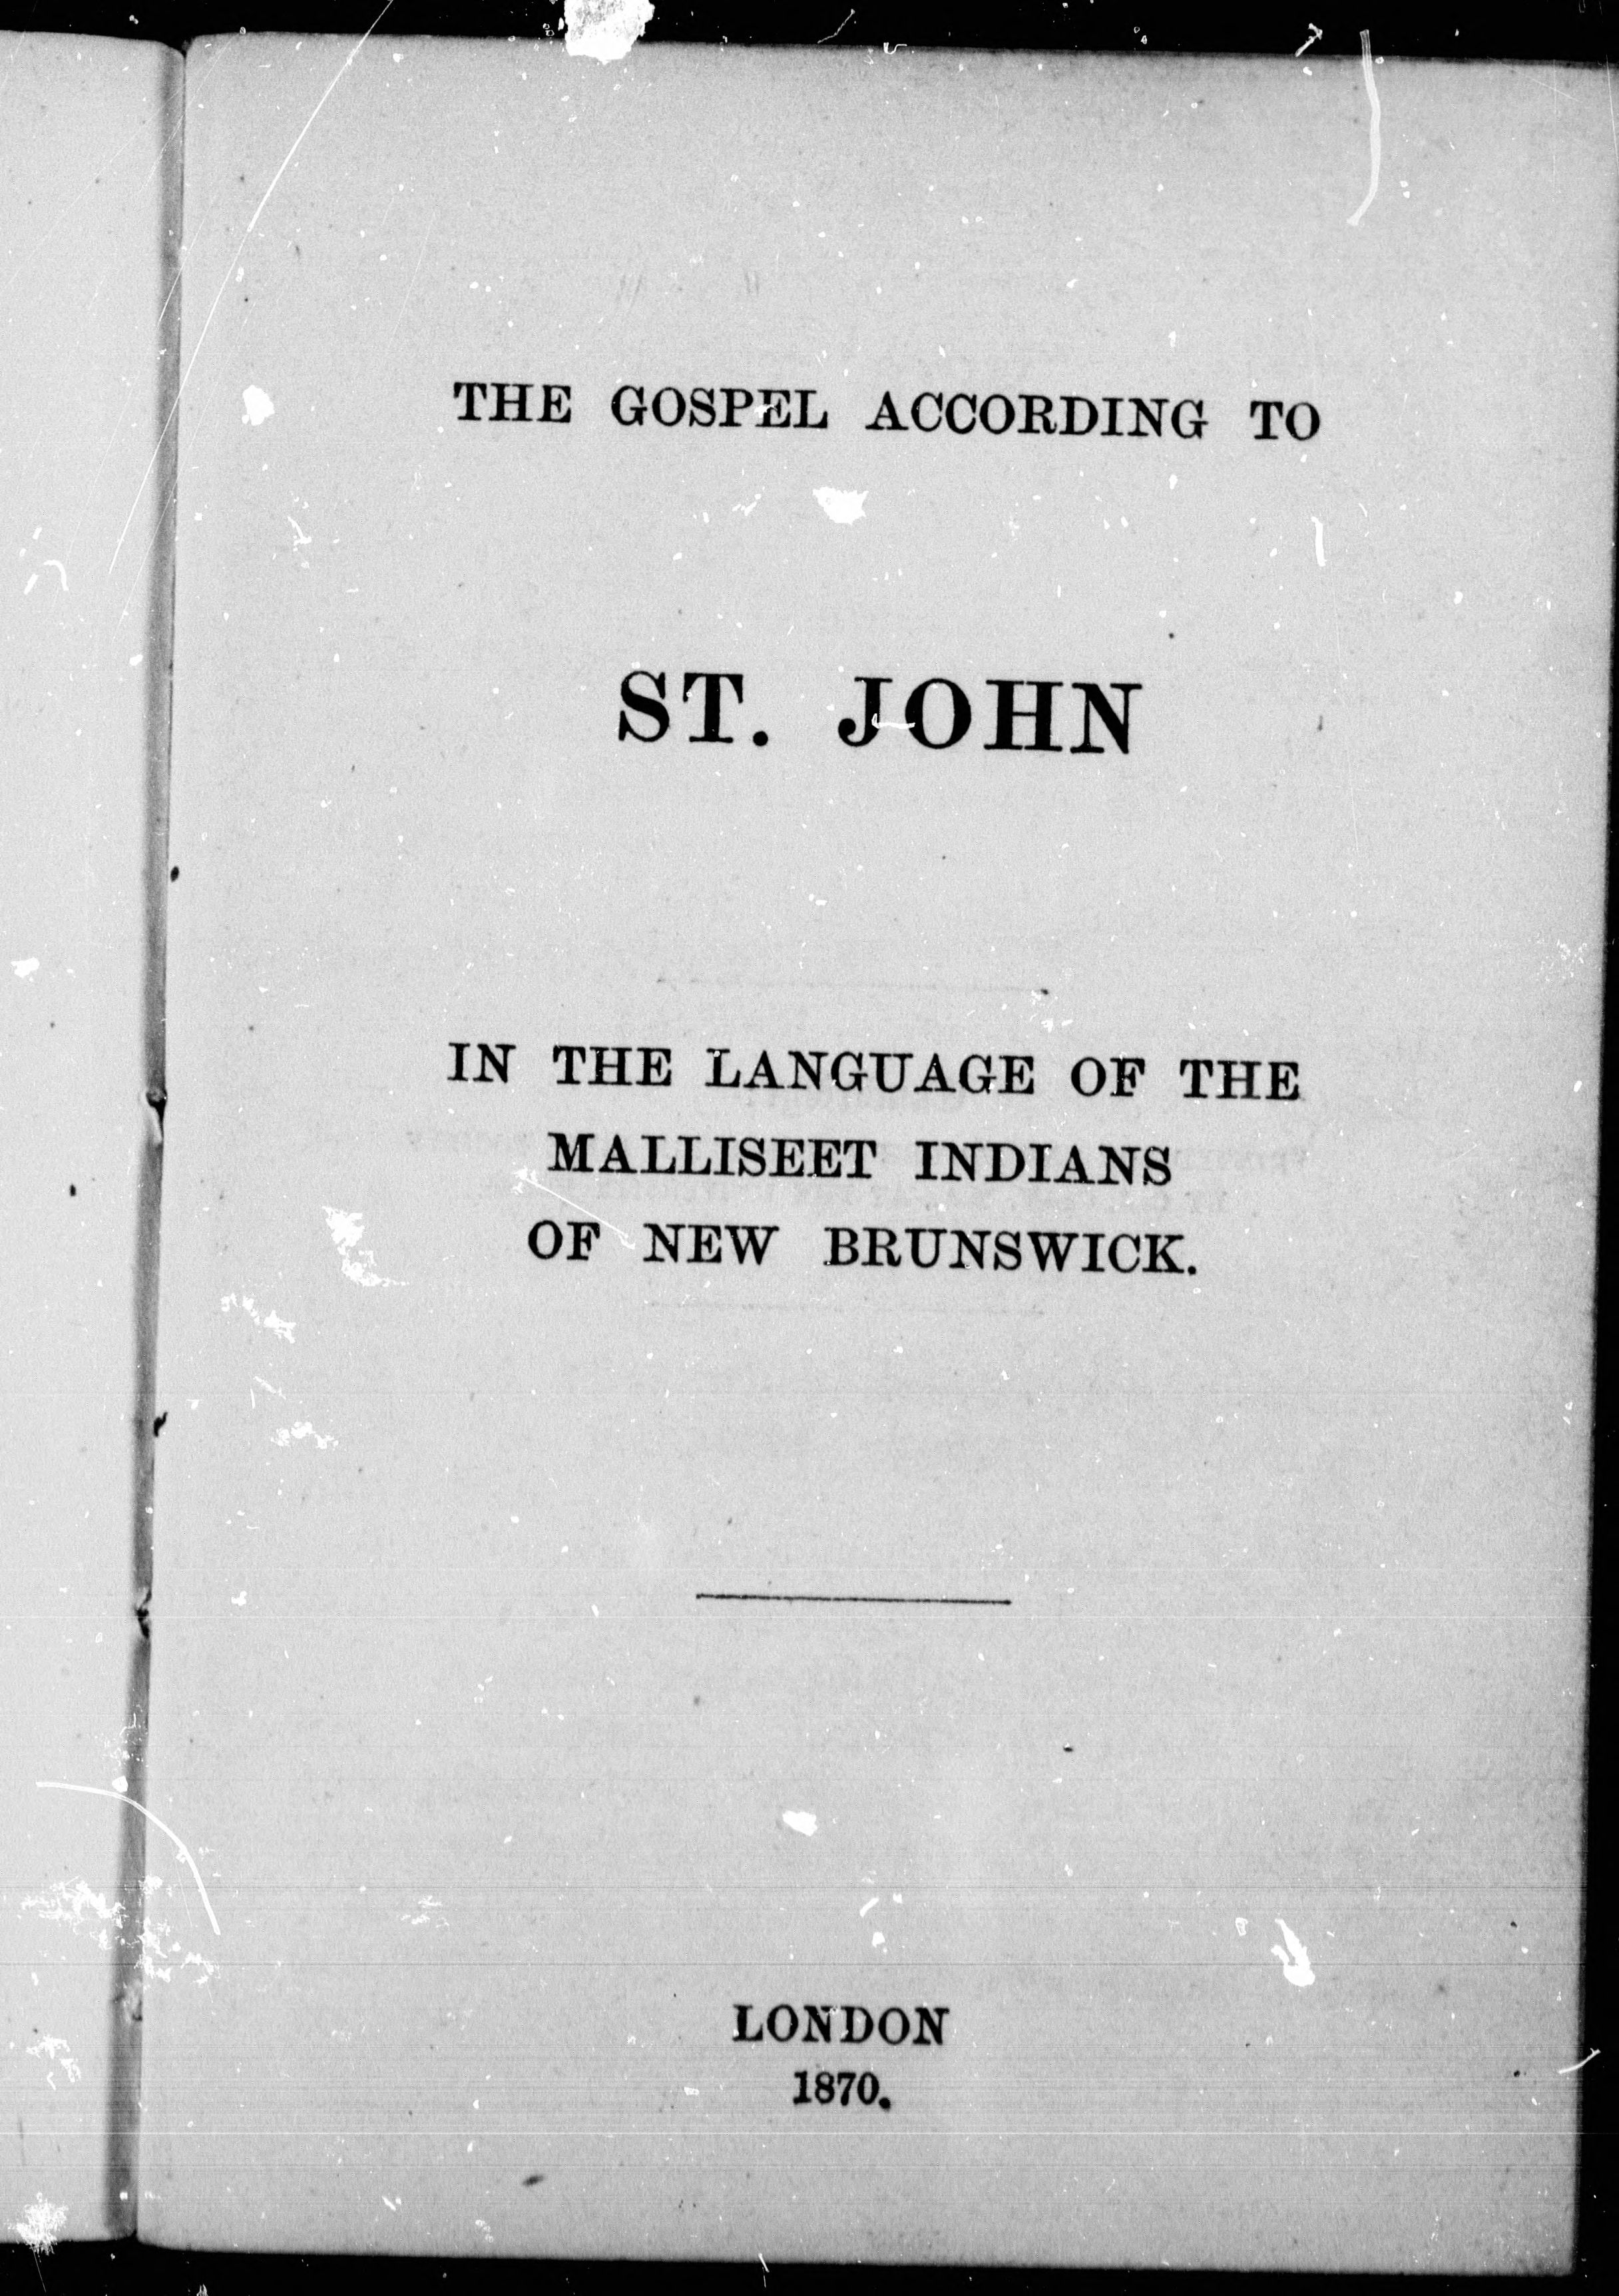 THE GOSPEL ACCORDING TO
ST. JOHN
IN THE LANGUAGE OF THE
MALLISEET INDIANS
OF NEW BRUNSWICK.
LONDON
1870.